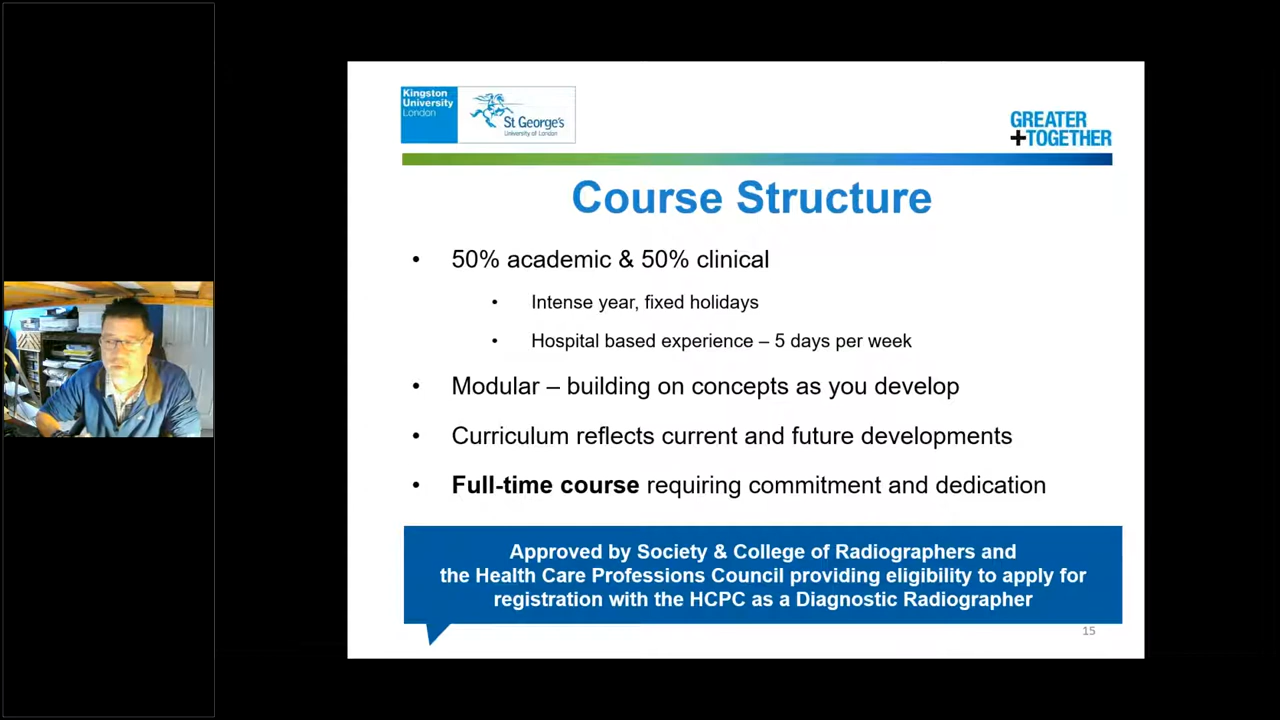 Kingston
University
London
St George's
University of London
GREATER
+TOGETHER
Course Structure
• 50% academic & 50% clinical
• Intense year, fixed holidays
• Hospital based experience – 5 days per week
• Modular – building on concepts as you develop
• Curriculum reflects current and future developments
• Full-time course requiring commitment and dedication
Approved by Society & College of Radiographers and
the Health Care Professions Council providing eligibility to apply for
registration with the HCPC as a Diagnostic Radiographer
15